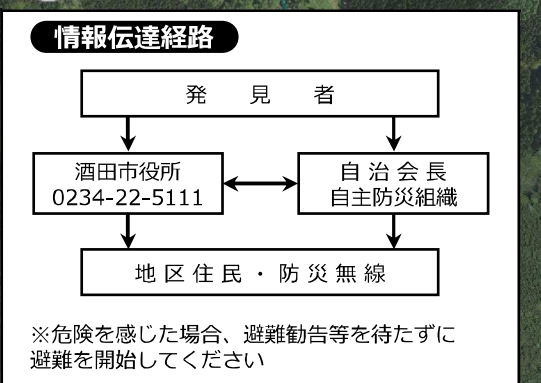 情報伝達経路
発見者
酒田市役所
0234-22-5111
自治会長
自主防災組織
地区住民・防災無線
※危険を感じた場合、避難勧告等を待たずに
避難を開始してください